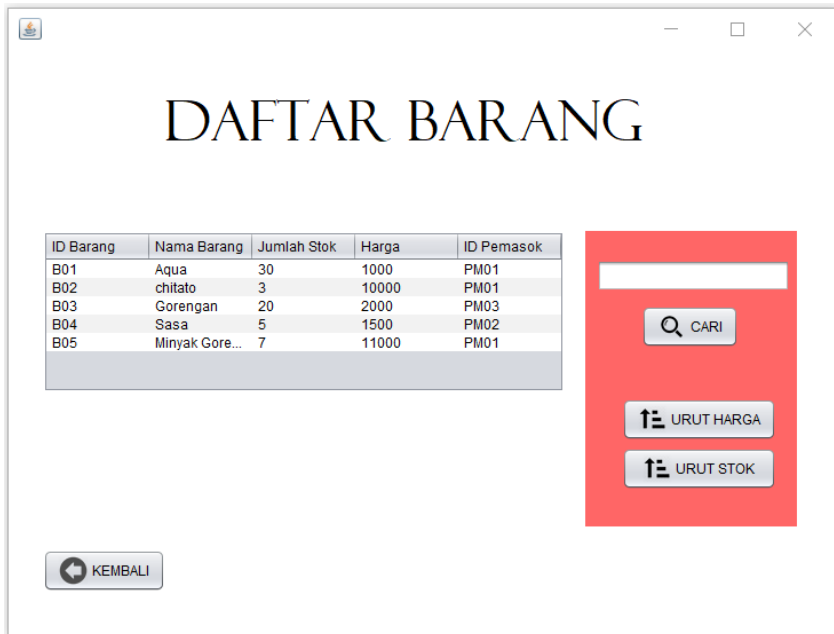 DAFTAR BARANG
ID Barang Nama Barang Jumlah Stok Harga ID Pemasok
B01 Aqua 30 1000 PM01
B02 chitato 3 10000 PM01
B03 Gorengan 20 2000 PM03
B04 Sasa 5 1500 PM02
B05 Minyak Gore... 7 11000 PM01
CARI
URUT HARGA
URUT STOK
KEMBALI